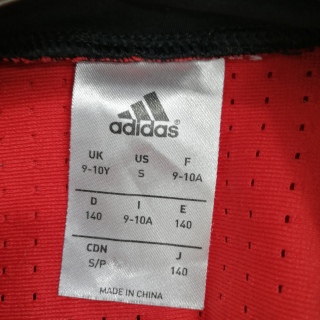 adidas
UK US F
9-10Y S 9-10A
D I E
140 9-10A 140
CDN J
S/P 140
MADE IN CHINA